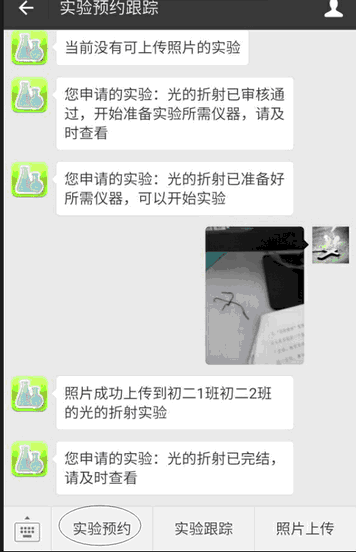 实验预约跟踪
当前没有可上传照片的实验
您申请的实验：光的折射已审核通
过，开始准备实验所需仪器，请及
时查看
您申请的实验：光的折射已准备好
所需仪器，可以开始实验
照片成功上传到初二1班初二2班
的光的折射实验
您申请的实验：光的折射已完结，
请及时查看
实验预约
实验跟踪
照片上传